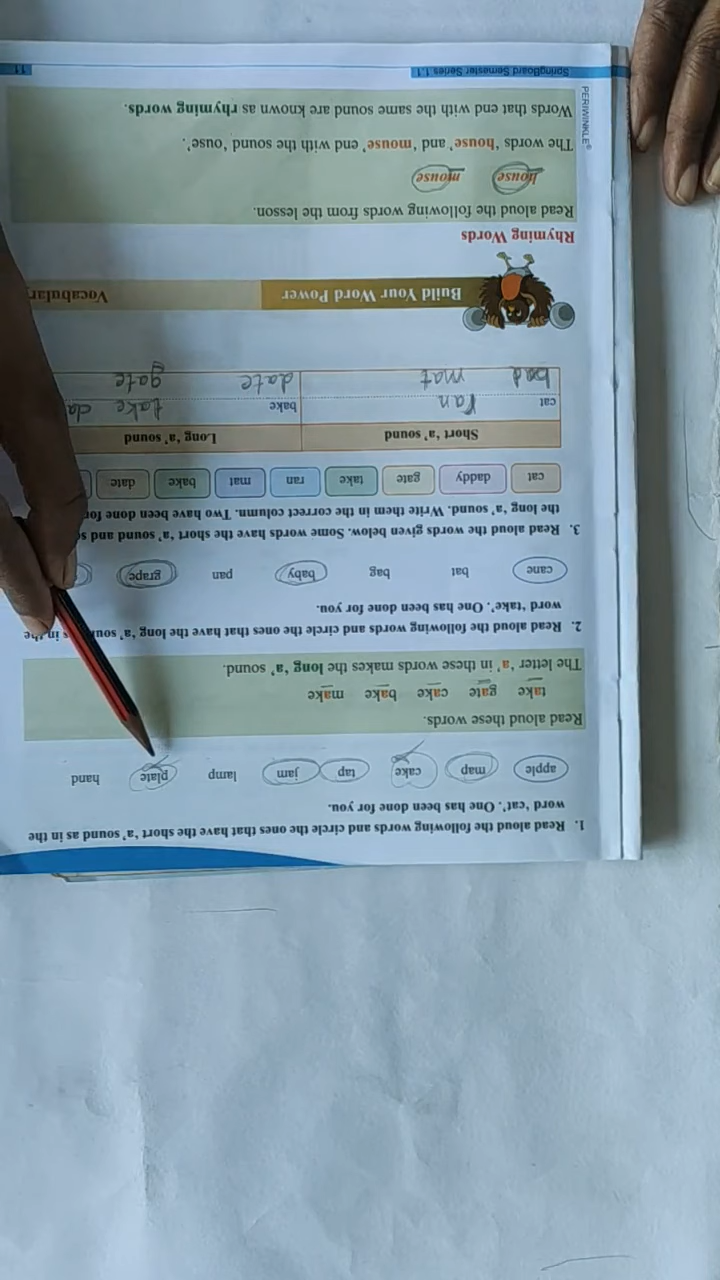 1. Read aloud the following words and circle the ones that have the short 'a' sound as in the
word 'cat'. One has been done for you.
apple map cake tap jam lamp plate hand
Read aloud these words.
take gate cake bake make
The letter 'a' in these words makes the long 'a' sound.
2. Read aloud the following words and circle the ones that have the long 'a' in the
word 'take'. One has been done for you.
cane bat bag baby pan grape
3. Read aloud the words given below. Some words have the short 'a' sound and
the long 'a' sound. Write them in the correct column. Two have been done
cat daddy gate take ran mat bake date
Short 'a' sound Long 'a' sound
cat ran bake take
mat date gate
Build Your Word Power
Rhyming Words
Read aloud the following words from the lesson.
house mouse
The words 'house' and 'mouse' end with the sound 'ouse'.
Words that end with the same sound are known as rhyming words.
PERIWINKLE®
SpringBoard Semester Series 1.1 11